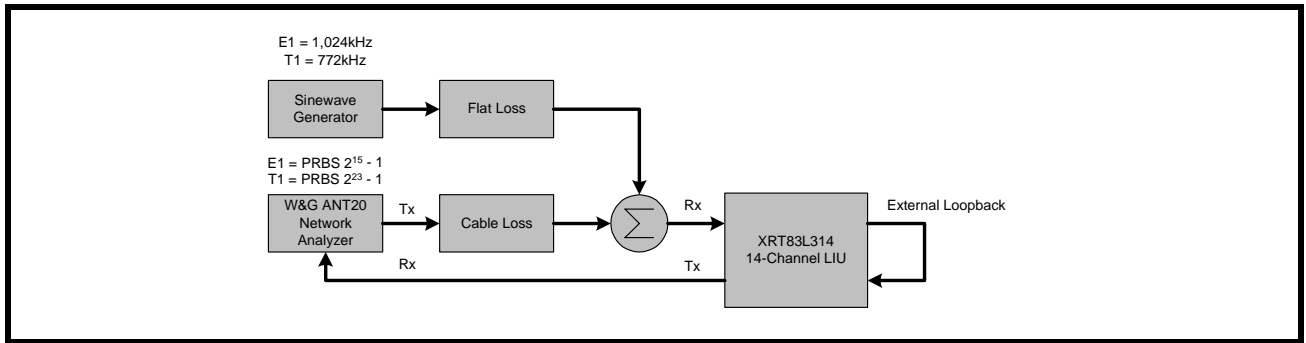 E1 = 1,024kHz
T1 = 772kHz
Sinewave
Generator
Flat Loss
E1 = PRBS 2¹⁵ - 1
T1 = PRBS 2²³ - 1
W&G ANT20
Network
Analyzer
Tx
Cable Loss
Σ
Rx
External Loopback
XRT83L314
14-Channel LIU
Rx
Tx